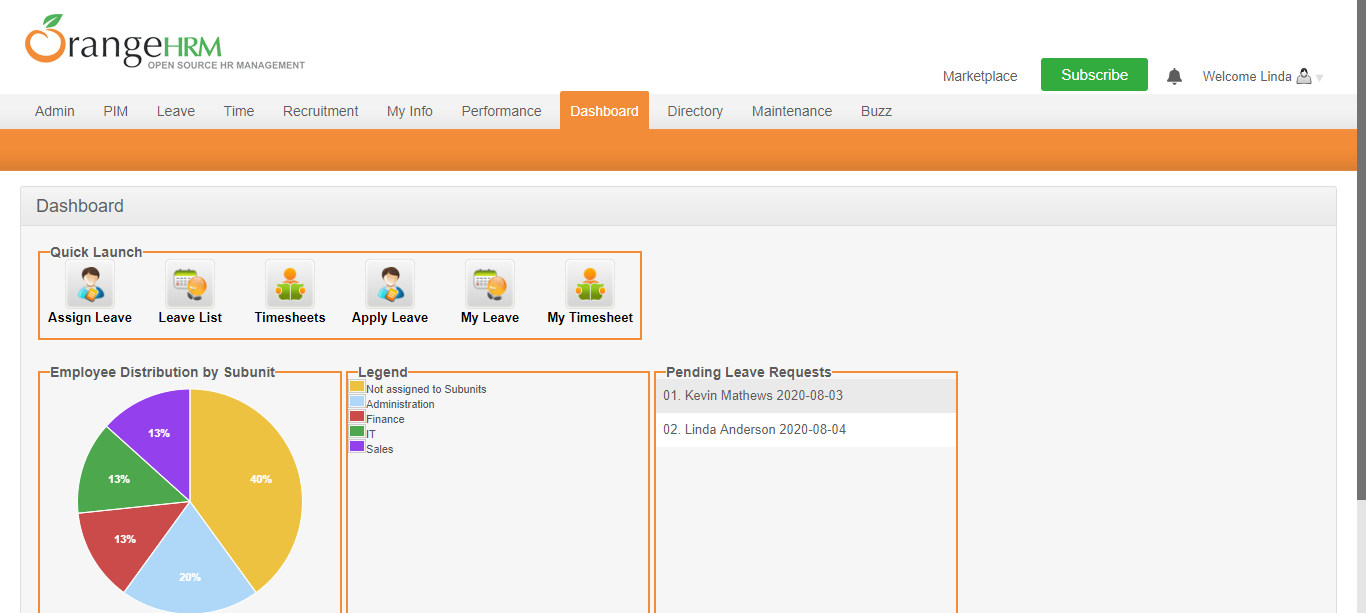 OrangeHRM
OPEN SOURCE HR MANAGEMENT
Marketplace Subscribe Welcome Linda
Admin PIM Leave Time Recruitment My Info Performance Dashboard Directory Maintenance Buzz
Dashboard
Quick Launch
Assign Leave Leave List Timesheets Apply Leave My Leave My Timesheet
Employee Distribution by Subunit
13%
40%
13%
13%
20%
Legend
Not assigned to Subunits
Administration
Finance
IT
Sales
Pending Leave Requests
01. Kevin Mathews 2020-08-03
02. Linda Anderson 2020-08-04